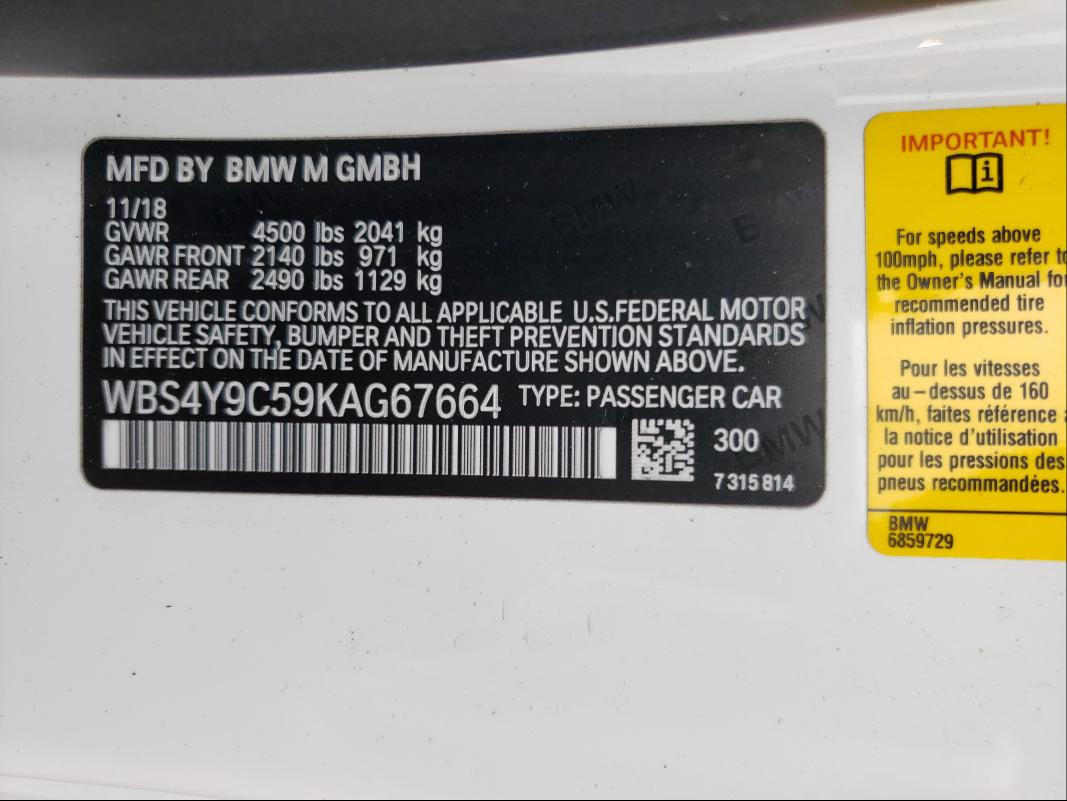 MFD BY BMW M GMBH
11/18
GVWR 4500 lbs 2041 kg
GAWR FRONT 2140 lbs 971 kg
GAWR REAR 2490 lbs 1129 kg
THIS VEHICLE CONFORMS TO ALL APPLICABLE U.S.FEDERAL MOTOR
VEHICLE SAFETY, BUMPER AND THEFT PREVENTION STANDARDS
IN EFFECT ON THE DATE OF MANUFACTURE SHOWN ABOVE.
WBS4Y9C59KAG67664 TYPE: PASSENGER CAR
300
7 315 814
IMPORTANT!
i
For speeds above
100mph, please refer to
the Owner's Manual for
recommended tire
inflation pressures.
Pour les vitesses
au-dessus de 160
km/h, faites référence
la notice d'utilisation
pour les pressions des
pneus recommandées.
BMW
6859729